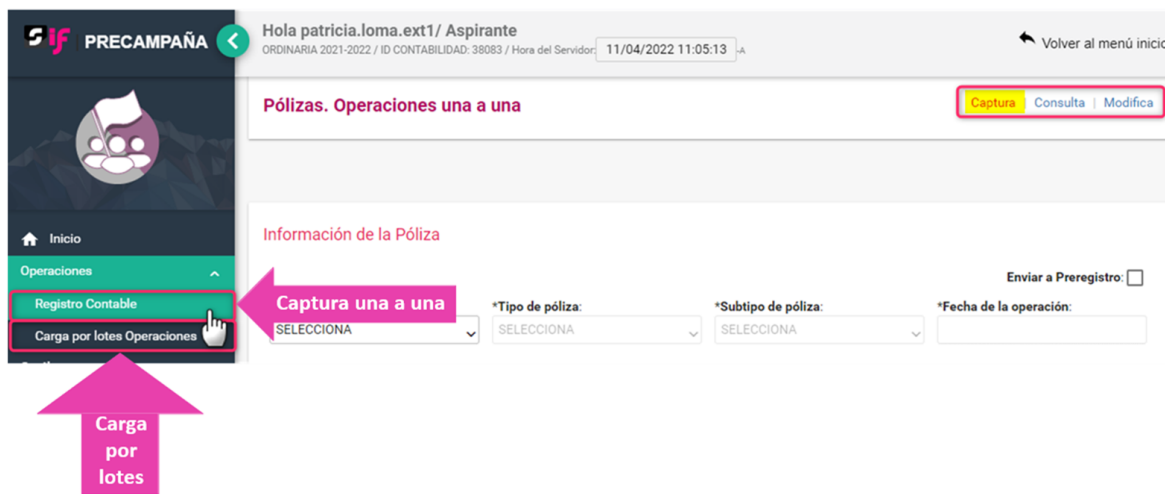 Sif PRECAMPAÑA
Hola patricia.loma.ext1/ Aspirante
ORDINARIA 2021-2022 / ID CONTABILIDAD: 38083 / Hora del Servidor: 11/04/2022 11:05:13 -A
Volver al menú inicio
Pólizas. Operaciones una a una
Captura | Consulta | Modifica
Información de la Póliza
Inicio
Operaciones
Registro Contable
Carga por lotes Operaciones
Captura una a una
Enviar a Preregistro:
*Tipo de póliza:
*Subtipo de póliza:
*Fecha de la operación:
SELECCIONA
SELECCIONA
SELECCIONA
Carga
por
lotes